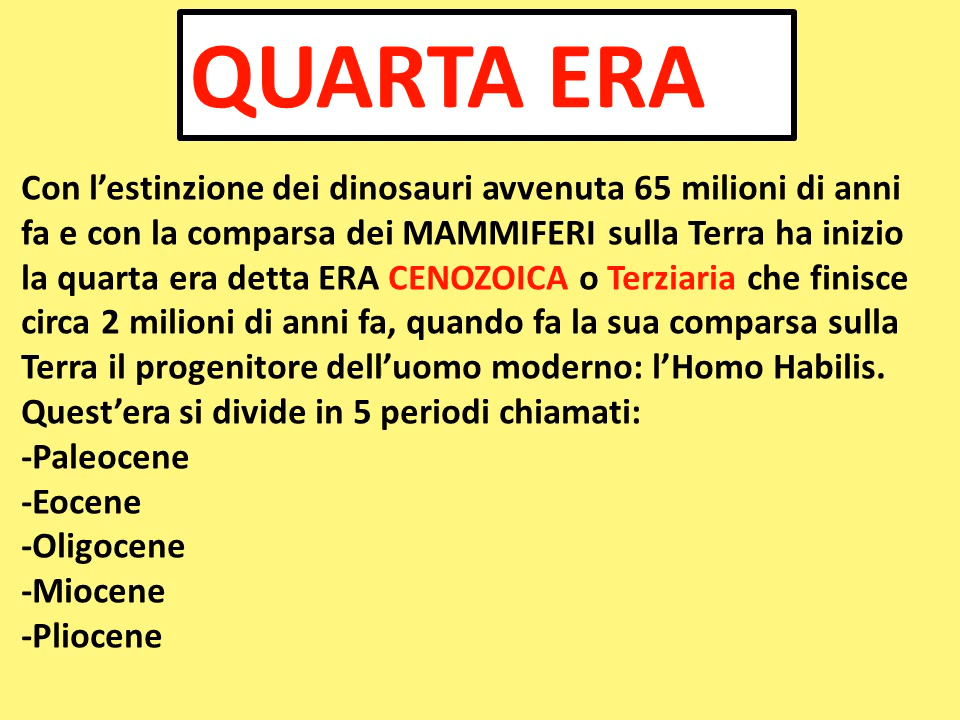 QUARTA ERA
Con l’estinzione dei dinosauri avvenuta 65 milioni di anni
fa e con la comparsa dei MAMMIFERI sulla Terra ha inizio
la quarta era detta ERA CENOZOICA o Terziaria che finisce
circa 2 milioni di anni fa, quando fa la sua comparsa sulla
Terra il progenitore dell’uomo moderno: l’Homo Habilis.
Quest’era si divide in 5 periodi chiamati:
-Paleocene
-Eocene
-Oligocene
-Miocene
-Pliocene